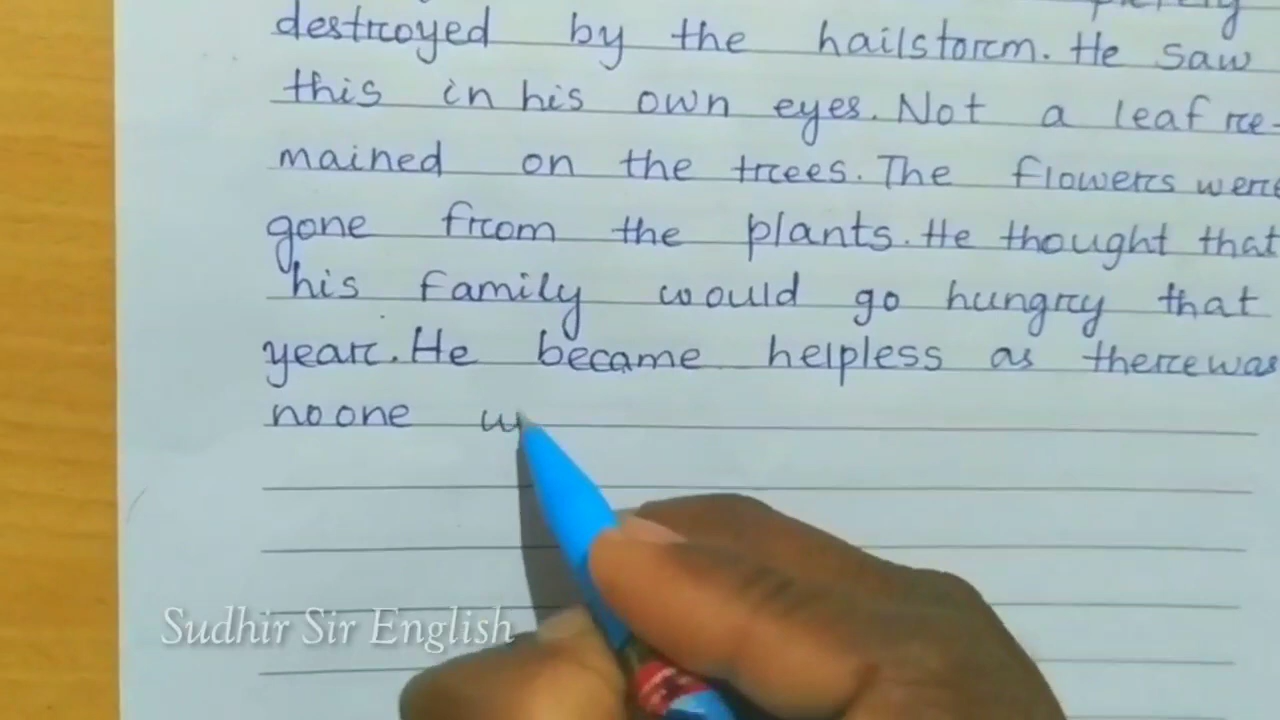 destroyed by the hailstorm. He saw
this in his own eyes. Not a leaf re-
mained on the trees. The flowers were
gone from the plants. He thought that
his family would go hungry that
year. He became helpless as there was
no one
Sudhir Sir English